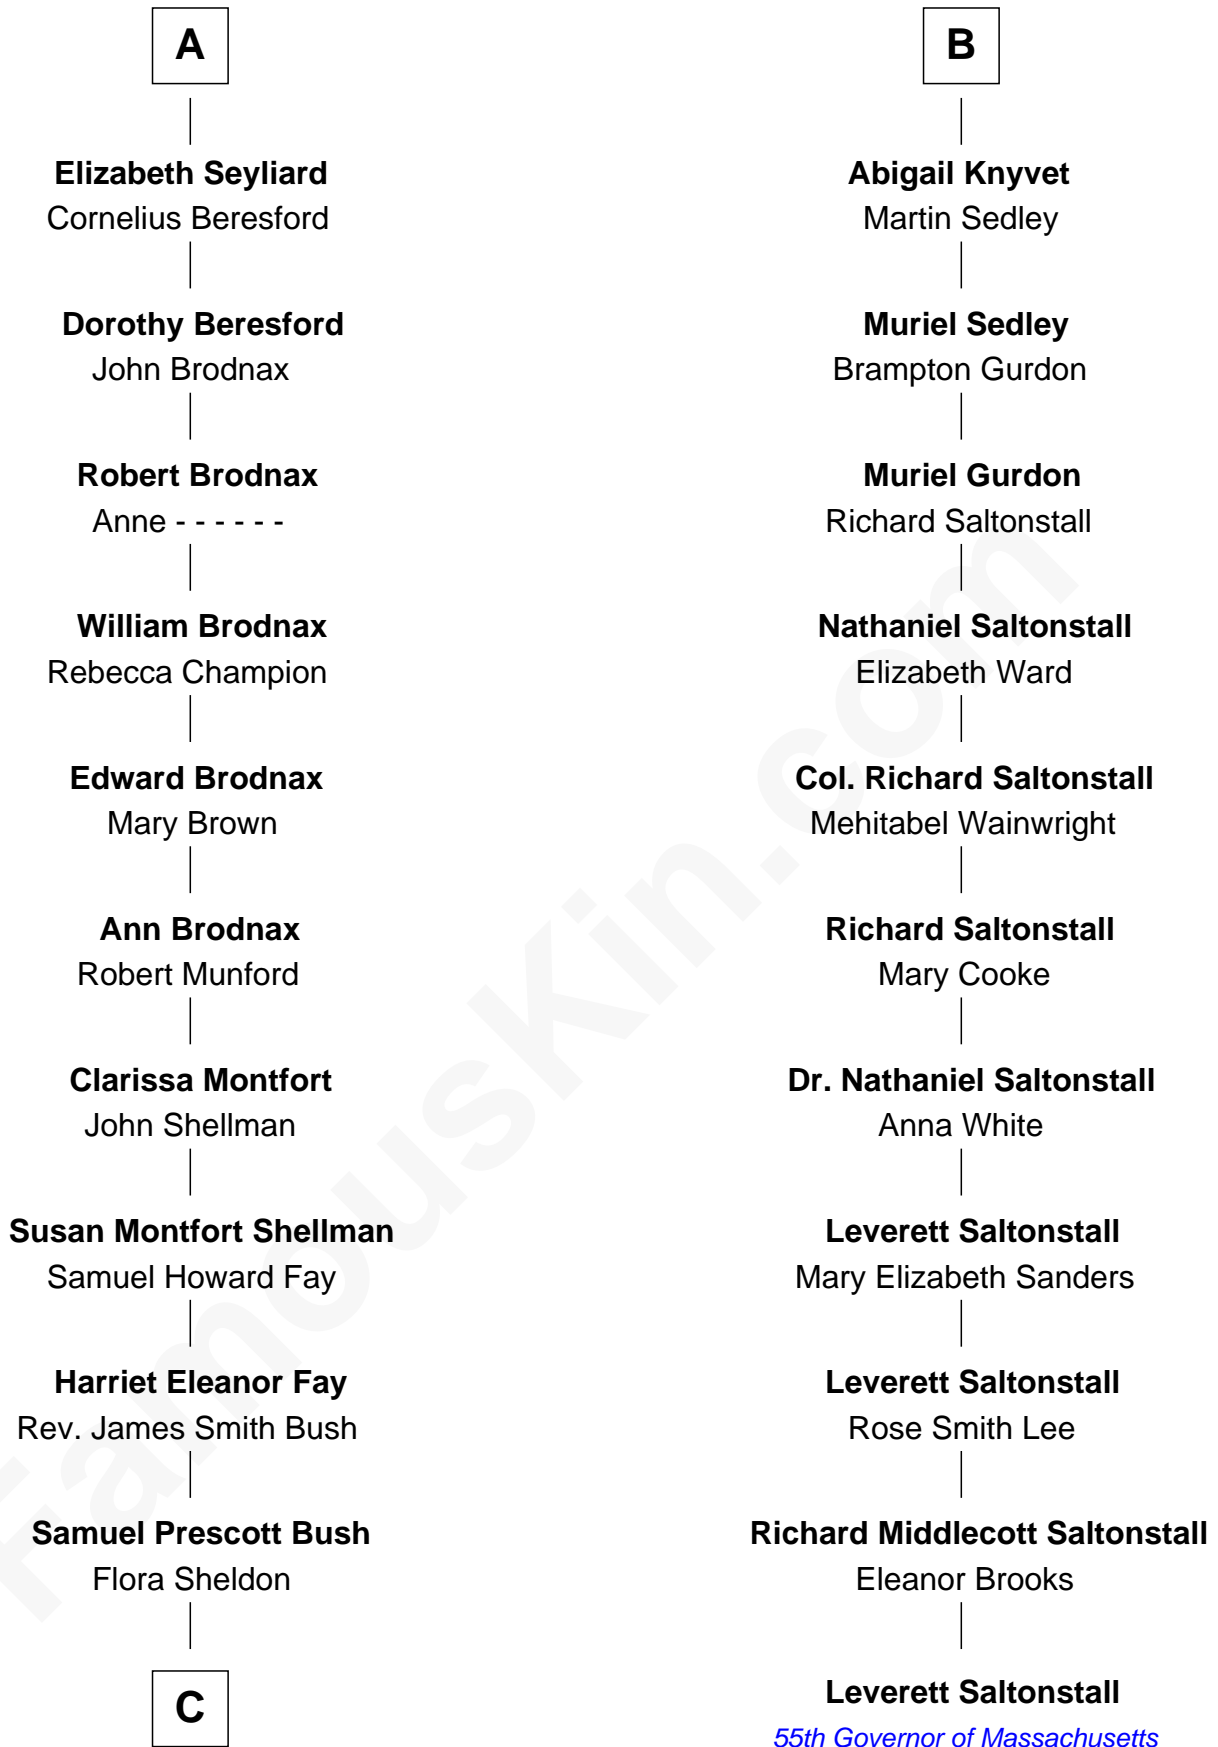 A
Elizabeth Seyliard
Cornelius Beresford
Dorothy Beresford
John Brodnax
Robert Brodnax
Anne - - - - - -
William Brodnax
Rebecca Champion
Edward Brodnax
Mary Brown
Ann Brodnax
Robert Munford
Clarissa Montfort
John Shellman
Susan Montfort Shellman
Samuel Howard Fay
Harriet Eleanor Fay
Rev. James Smith Bush
Samuel Prescott Bush
Flora Sheldon
C
B
Abigail Knyvet
Martin Sedley
Muriel Sedley
Brampton Gurdon
Muriel Gurdon
Richard Saltonstall
Nathaniel Saltonstall
Elizabeth Ward
Col. Richard Saltonstall
Mehitabel Wainwright
Richard Saltonstall
Mary Cooke
Dr. Nathaniel Saltonstall
Anna White
Leverett Saltonstall
Mary Elizabeth Sanders
Leverett Saltonstall
Rose Smith Lee
Richard Middlecott Saltonstall
Eleanor Brooks
Leverett Saltonstall
55th Governor of Massachusetts
FamousKin.com